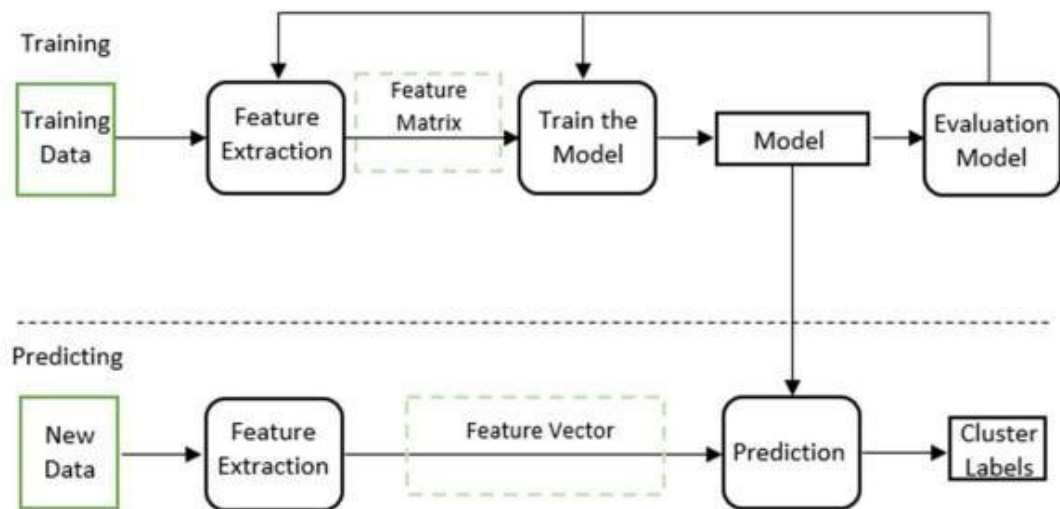 Training
Training
Data
Feature
Extraction
Feature
Matrix
Train the
Model
Model
Evaluation
Model
Predicting
New
Data
Feature
Extraction
Feature Vector
Prediction
Cluster
Labels